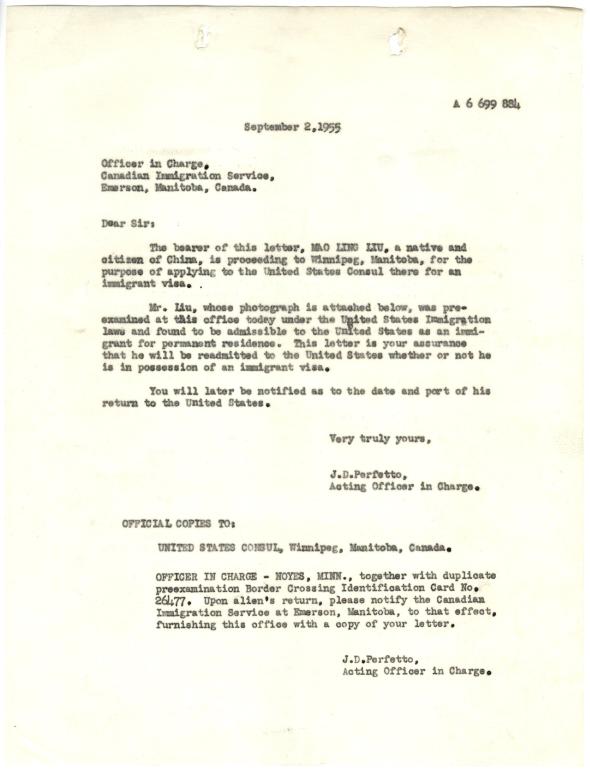 A 6 699 884
September 2,1955
Officer in Charge,
Canadian Immigration Service,
Emerson, Manitoba, Canada.
Dear Sir:
The bearer of this letter, MAO LING LIU, a native and
citizen of China, is proceeding to Winnipeg, Manitoba, for the
purpose of applying to the United States Consul there for an
immigrant visa. .
Mr. Liu, whose photograph is attached below, was pre-
examined at this office today under the United States Immigration
laws and found to be admissible to the United States as an immi-
grant for permanent residence. This letter is your assurance
that he will be readmitted to the United States whether or not he
is in possession of an immigrant visa.
You will later be notified as to the date and port of his
return to the United States.
Very truly yours,
J.D.Perfetto,
Acting Officer in Charge.
OFFICIAL COPIES TO:
UNITED STATES CONSUL, Winnipeg, Manitoba, Canada.
OFFICER IN CHARGE - NOYES, MINN., together with duplicate
preexamination Border Crossing Identification Card No.
26477. Upon alien's return, please notify the Canadian
Immigration Service at Emerson, Manitoba, to that effect,
furnishing this office with a copy of your letter.
J.D.Perfetto,
Acting Officer in Charge.